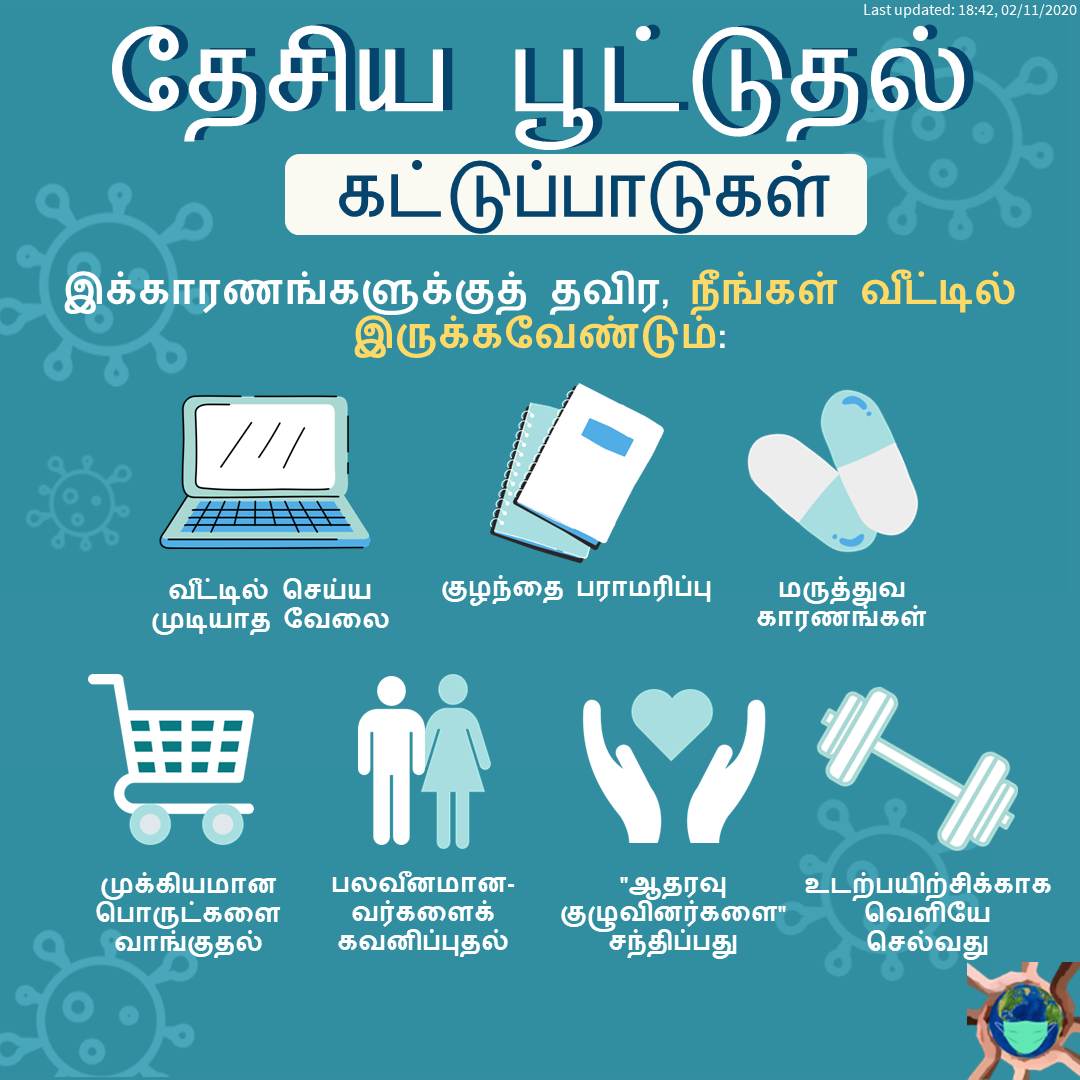 Last updated: 18:42, 02/11/2020
தேசிய பூட்டுதல்
கட்டுப்பாடுகள்
இக்காரணங்களுக்குத் தவிர, நீங்கள் வீட்டில்
இருக்கவேண்டும்:
வீட்டில் செய்ய
முடியாத வேலை
குழந்தை பராமரிப்பு
மருத்துவ
காரணங்கள்
முக்கியமான
பொருட்களை
வாங்குதல்
பலவீனமான-
வர்களைக்
கவனிப்புதல்
"ஆதரவு
குழுவினர்களை"
சந்திப்பது
உடற்பயிற்சிக்காக
வெளியே
செல்வது